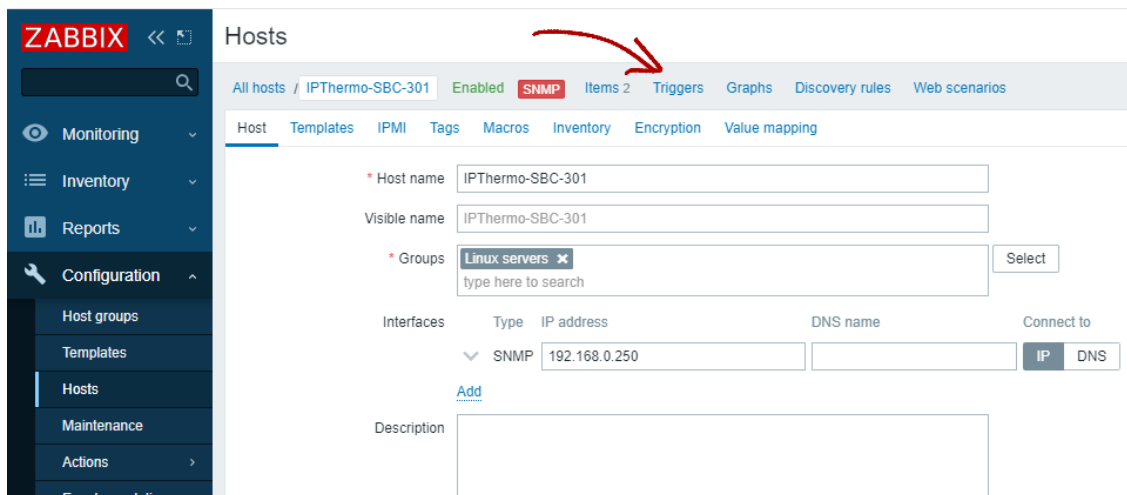 ZABBIX
Hosts
All hosts / IPThermo-SBC-301 Enabled SNMP Items 2 Triggers Graphs Discovery rules Web scenarios
Host Templates IPMI Tags Macros Inventory Encryption Value mapping
Monitoring
Inventory
Reports
Configuration
Host groups
Templates
Hosts
Maintenance
Actions
* Host name IPThermo-SBC-301
Visible name IPThermo-SBC-301
* Groups Linux servers
type here to search
Select
Interfaces Type IP address DNS name Connect to
SNMP 192.168.0.250 IP DNS
Add
Description